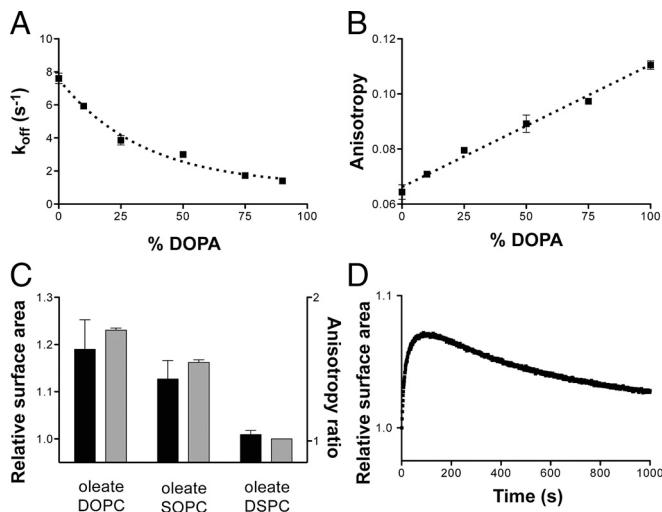 A
10
8
6
4
2
0
0 25 50 75 100
koff (s-1)
% DOPA
B
0.12
0.10
0.08
0.06
0 25 50 75 100
Anisotropy
% DOPA
C
1.3
1.2
1.1
1.0
Relative surface area
2
1
Anisotropy ratio
oleate oleate oleate
DOPC SOPC DSPC
D
1.1
1.0
0 200 400 600 800 1000
Relative surface area
Time (s)